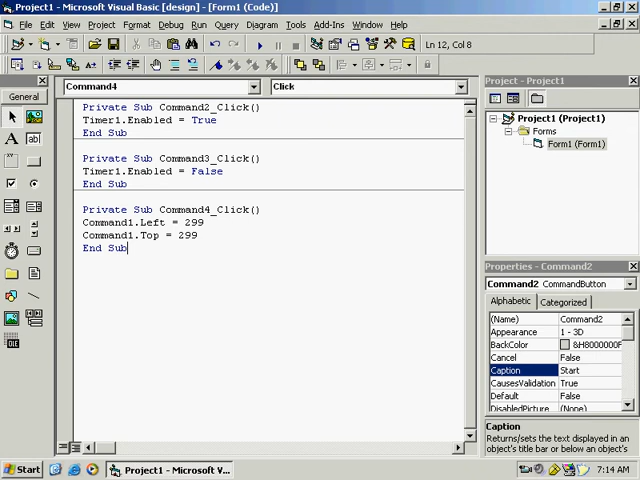 Project1 - Microsoft Visual Basic [design] - [Form1 (Code)]
File Edit View Project Format Debug Run Query Diagram Tools Add-Ins Window Help
Ln 12, Col 8
General
Command4 Click
Private Sub Command2_Click()
Timer1.Enabled = True
End Sub
Private Sub Command3_Click()
Timer1.Enabled = False
End Sub
Private Sub Command4_Click()
Command1.Left = 299
Command1.Top = 299
End Sub
Project - Project1
Project1 (Project1)
Forms
Form1 (Form1)
Properties - Command2
Command2 CommandButton
Alphabetic Categorized
(Name) Command2
Appearance 1 - 3D
BackColor &H8000000F
Cancel False
Caption Start
CausesValidation True
Default False
DisabledPicture (None)
Caption
Returns/sets the text displayed in an object's title bar or below an object's
Start Project1 - Microsoft V... 7:14 AM